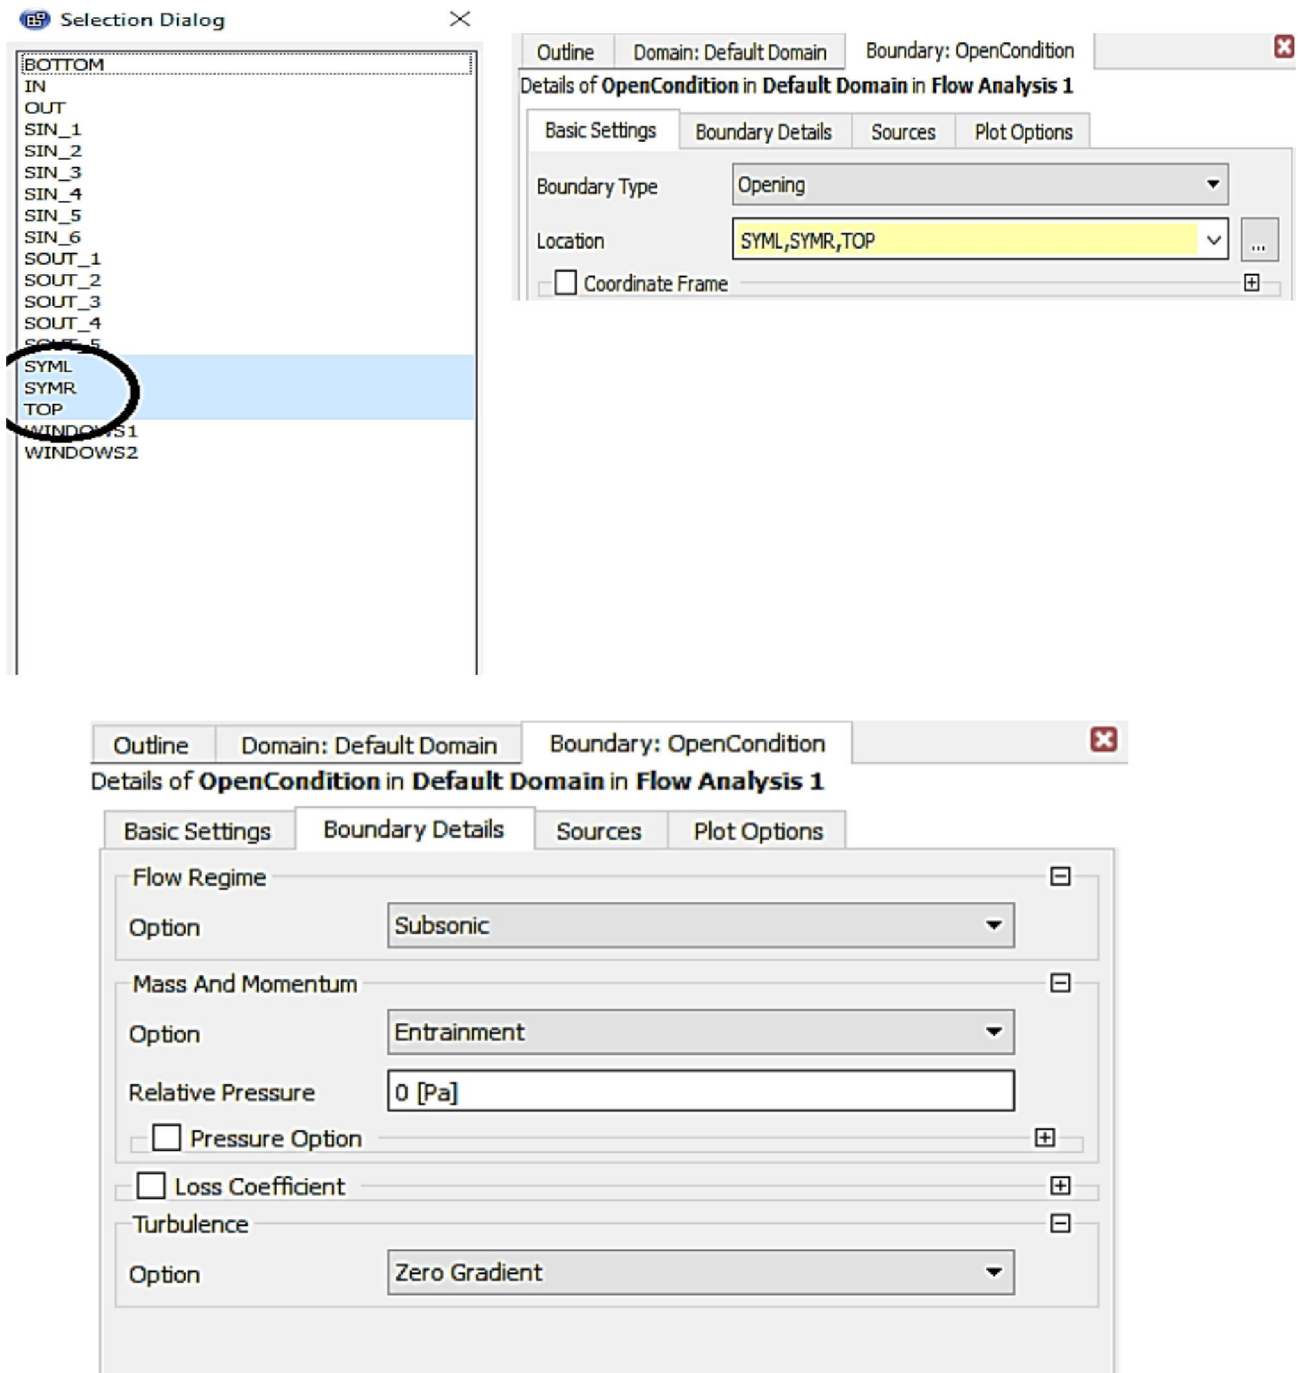 Selection Dialog
BOTTOM
IN
OUT
SIN_1
SIN_2
SIN_3
SIN_4
SIN_5
SIN_6
SOUT_1
SOUT_2
SOUT_3
SOUT_4
SOUT_5
SYML
SYMR
TOP
WINDOWS1
WINDOWS2
Outline Domain: Default Domain Boundary: OpenCondition
Details of OpenCondition in Default Domain in Flow Analysis 1
Basic Settings Boundary Details Sources Plot Options
Boundary Type Opening
Location SYML,SYMR,TOP ...
Coordinate Frame
Outline Domain: Default Domain Boundary: OpenCondition
Details of OpenCondition in Default Domain in Flow Analysis 1
Basic Settings Boundary Details Sources Plot Options
Flow Regime
Option Subsonic
Mass And Momentum
Option Entrainment
Relative Pressure 0 [Pa]
Pressure Option
Loss Coefficient
Turbulence
Option Zero Gradient